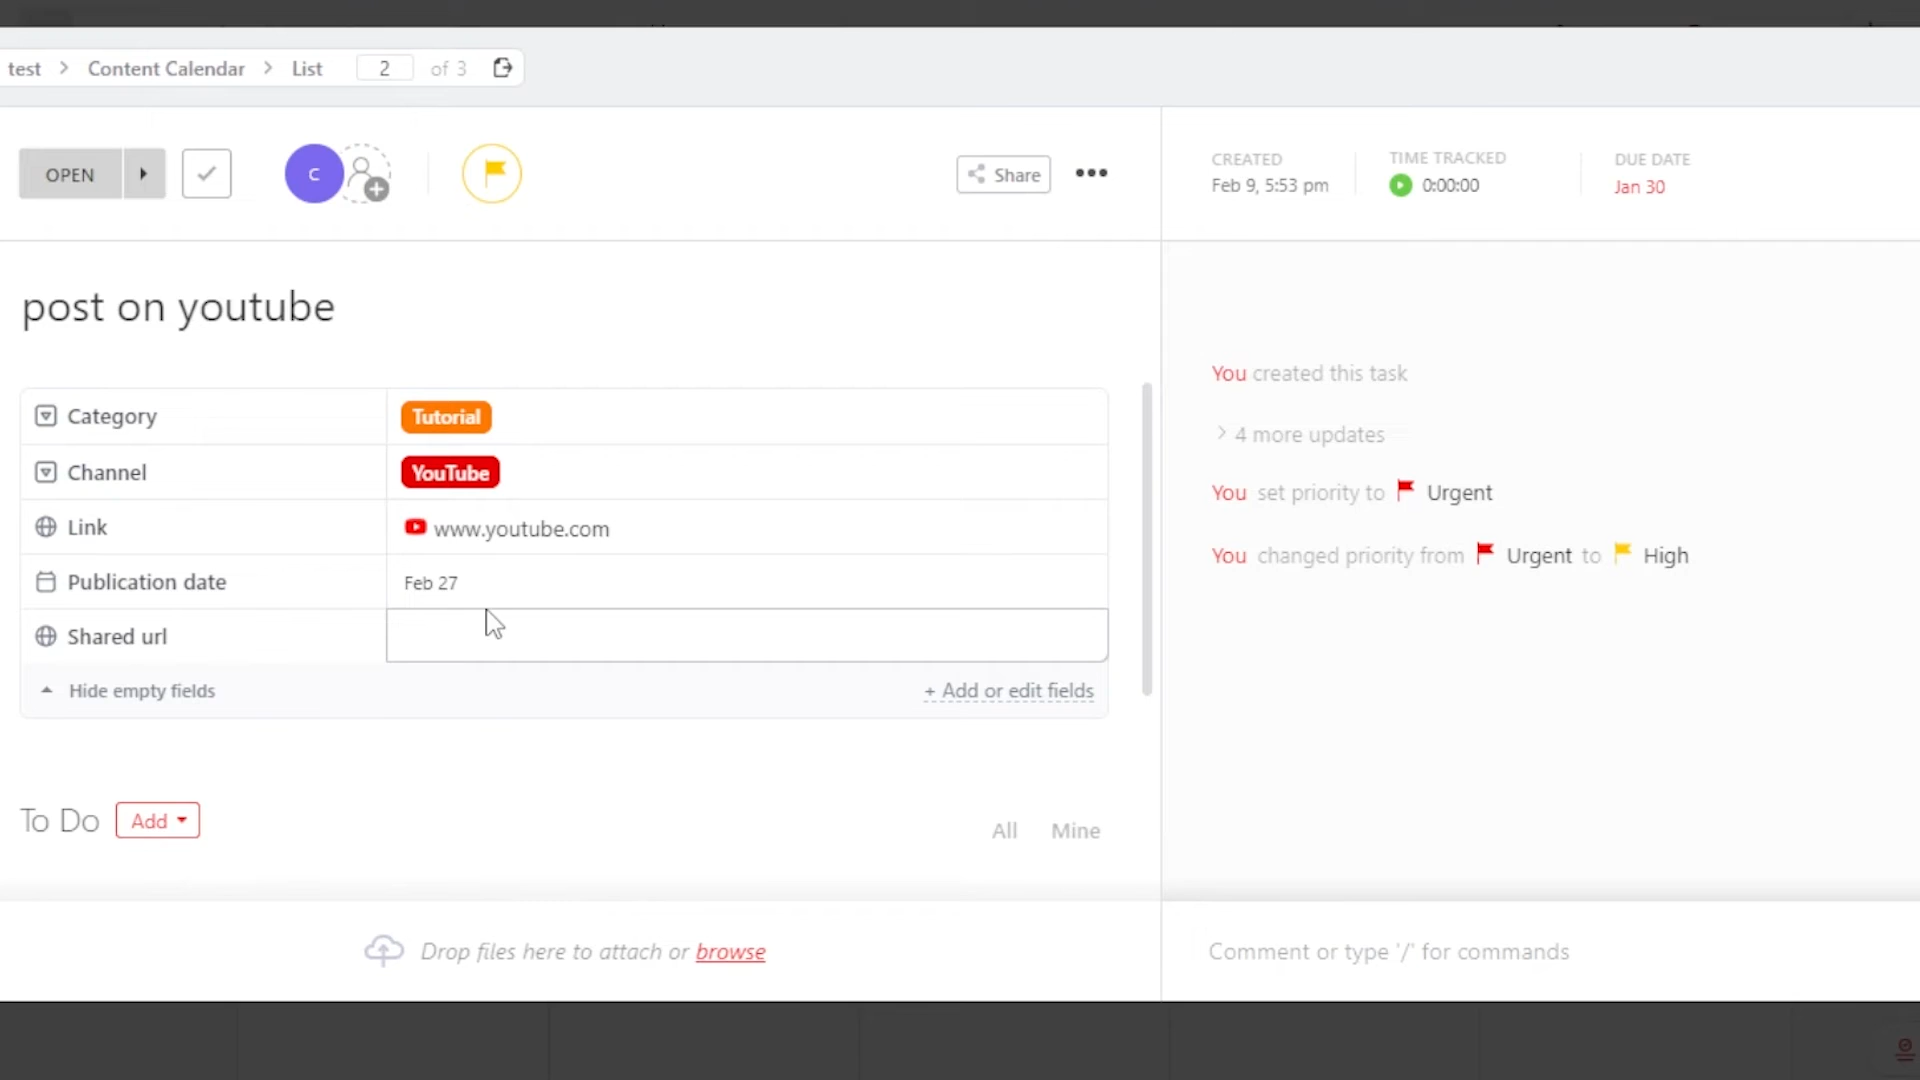 test > Content Calendar > List 2 of 3
OPEN
C
Share
CREATED
Feb 9, 5:53 pm
TIME TRACKED
0:00:00
DUE DATE
Jan 30
post on youtube
Category Tutorial
Channel YouTube
Link www.youtube.com
Publication date Feb 27
Shared url
Hide empty fields
+ Add or edit fields
To Do Add
All Mine
Drop files here to attach or browse
You created this task
> 4 more updates
You set priority to Urgent
You changed priority from Urgent to High
Comment or type '/' for commands